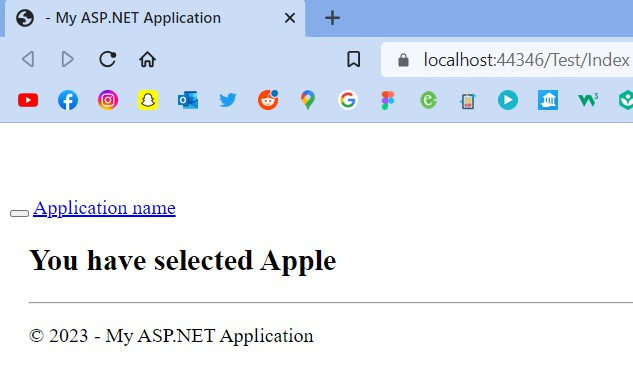 - My ASP.NET Application
localhost:44346/Test/Index
Application name
You have selected Apple
© 2023 - My ASP.NET Application